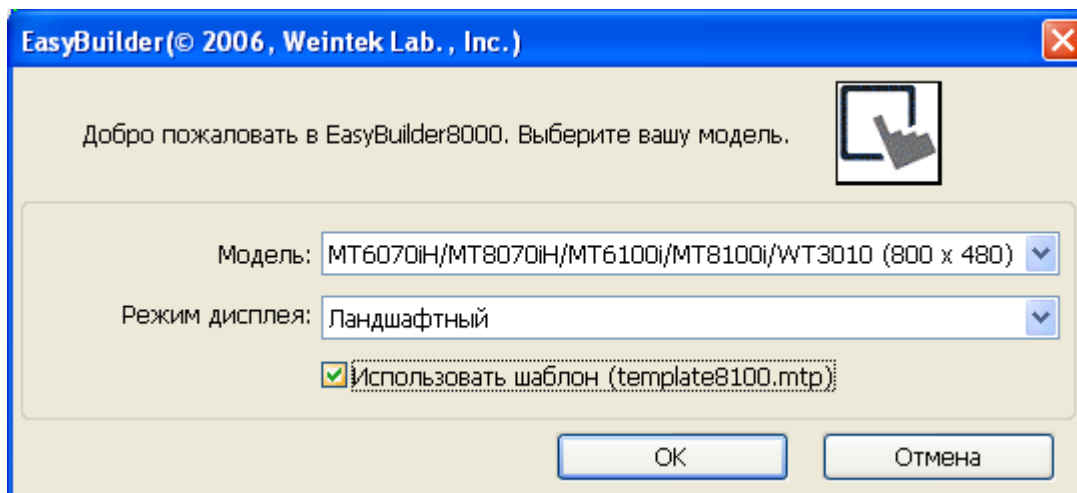 EasyBuilder(© 2006, Weintek Lab., Inc.)
Добро пожаловать в EasyBuilder8000. Выберите вашу модель.
Модель: MT6070iH/MT8070iH/MT6100i/MT8100i/WT3010 (800 x 480)
Режим дисплея: Ландшафтный
Использовать шаблон (template8100.mtp)
OK Отмена